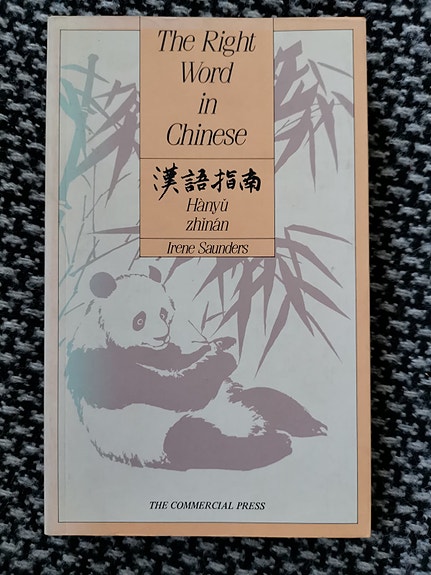 The Right
Word
in
Chinese
漢語指南
Hànyǔ
zhǐnán
Irene Saunders
THE COMMERCIAL PRESS